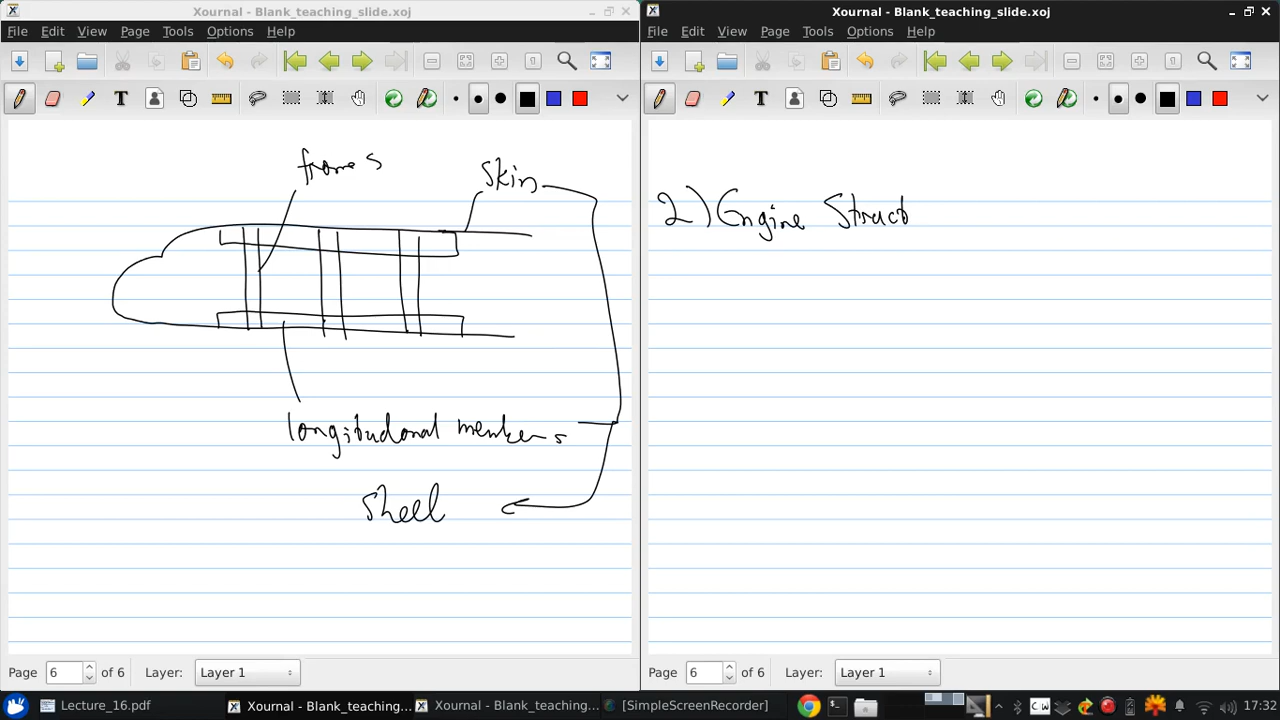 Xournal - Blank_teaching_slide.xoj
File Edit View Page Tools Options Help
frames
skin
longitudonal members
shell
Page 6 of 6 Layer: Layer 1
Xournal - Blank_teaching_slide.xoj
File Edit View Page Tools Options Help
2) Engine Struct
Page 6 of 6 Layer: Layer 1
Lecture_16.pdf Xournal - Blank_teaching_... Xournal - Blank_teaching_... [SimpleScreenRecorder] 17:32